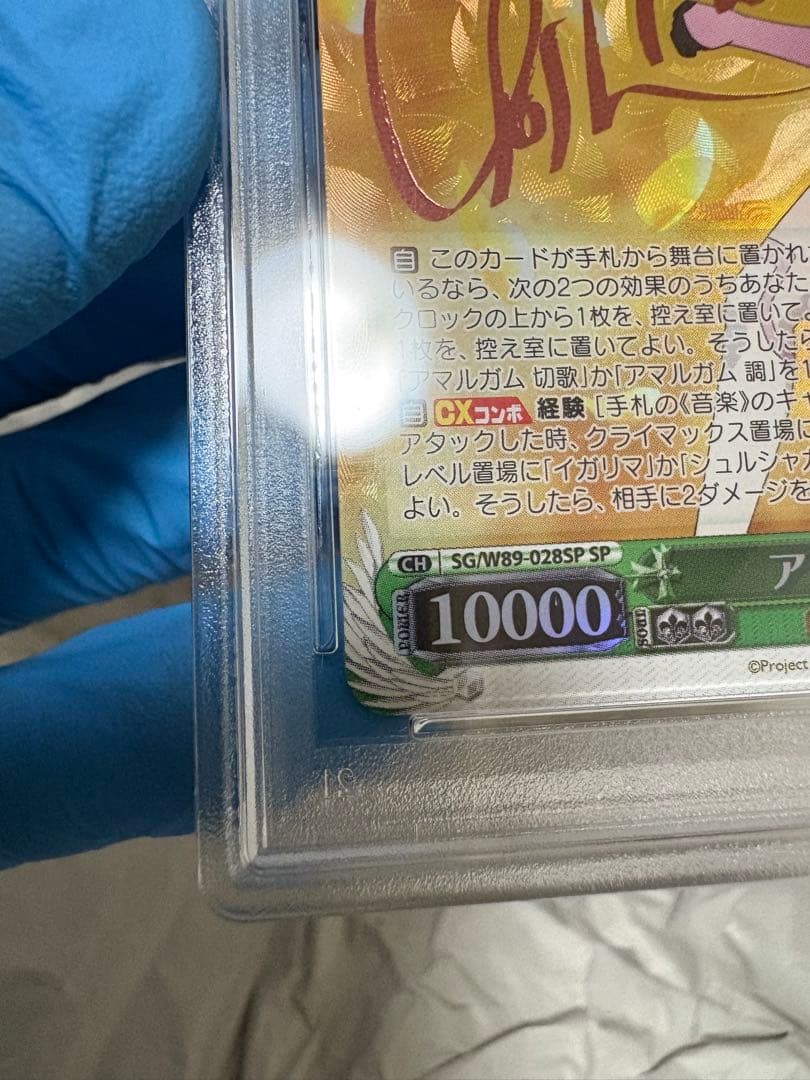 自 このカードが手札から舞台に置かれ
いるなら、次の2つの効果のうちあなた
クロックの上から1枚を、控え室に置いてよ
1枚を、控え室に置いてよい。そうしたら
「アマルガム 切歌」か「アマルガム 調」を1
自 CXコンボ 経験 [手札の《音楽》のキャ
アタックした時、クライマックス置場に
レベル置場に「イガリマ」か「シュルシャガ
よい。そうしたら、相手に2ダメージを
CH SG/W89-028SP SP
ア
POWER 10000 SOUL
©Project